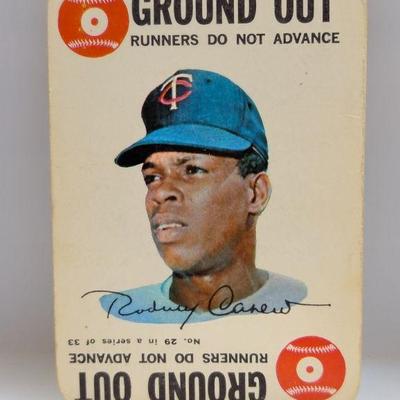 GROUND OUT
RUNNERS DO NOT ADVANCE
TC
Rodney Carew
No. 29 in a series of 33
RUNNERS DO NOT ADVANCE
GROUND OUT